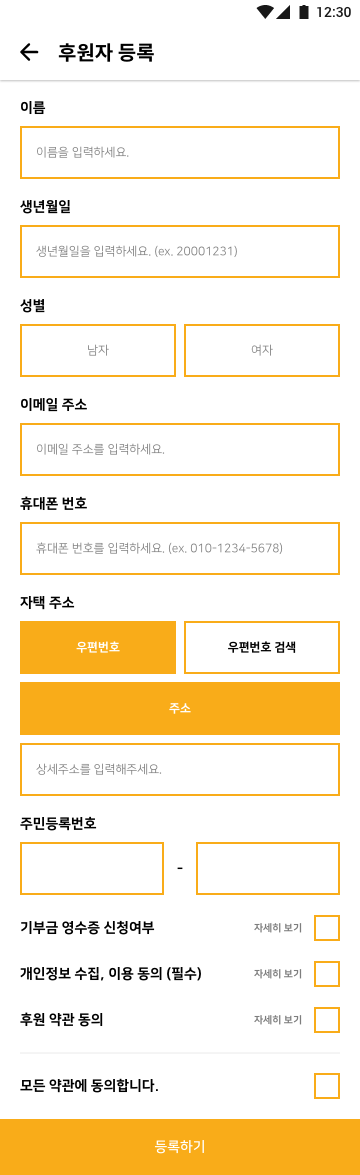 12:30
후원자 등록
이름
이름을 입력하세요.
생년월일
생년월일을 입력하세요. (ex. 20001231)
성별
남자 여자
이메일 주소
이메일 주소를 입력하세요.
휴대폰 번호
휴대폰 번호를 입력하세요. (ex. 010-1234-5678)
자택 주소
우편번호 우편번호 검색
주소
상세주소를 입력해주세요.
주민등록번호
-
기부금 영수증 신청여부 자세히 보기
개인정보 수집, 이용 동의 (필수) 자세히 보기
후원 약관 동의 자세히 보기
모든 약관에 동의합니다.
등록하기